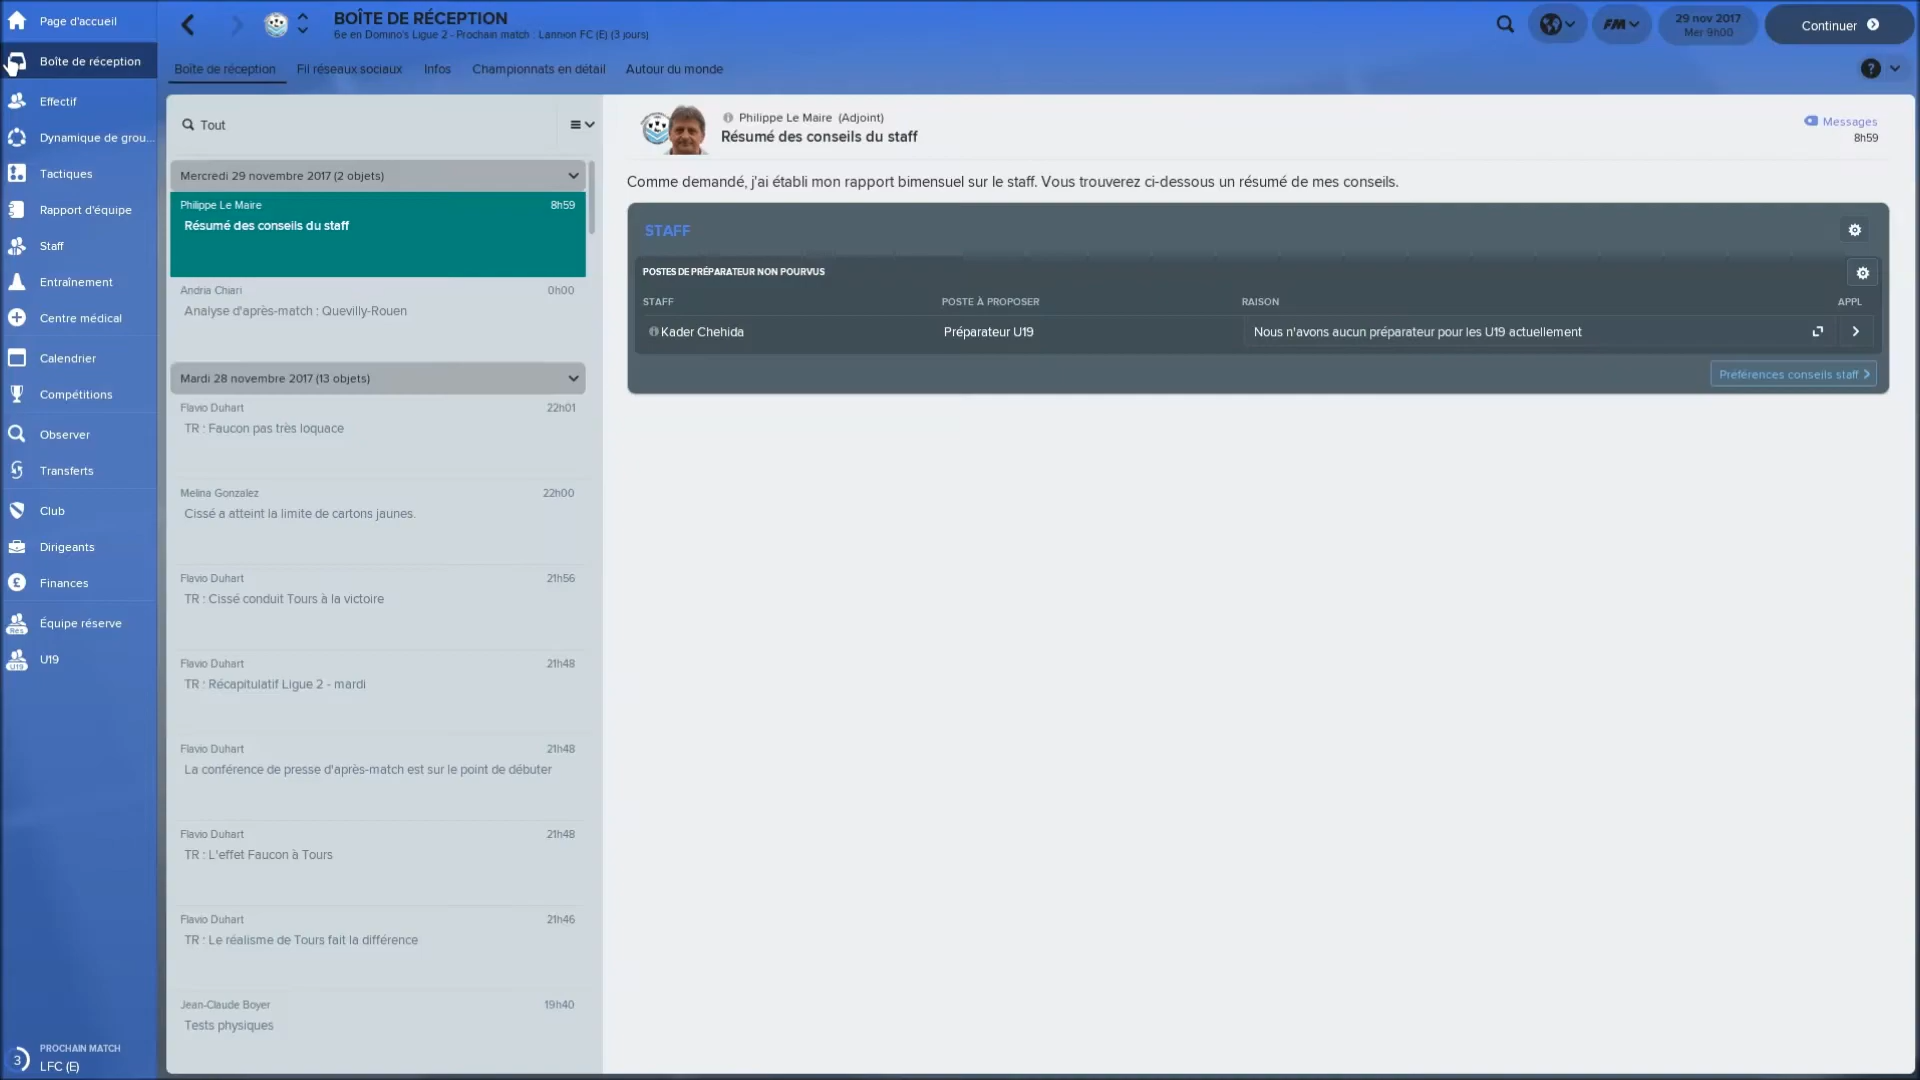 Page d'accueil
Boîte de réception
Effectif
Dynamique de grou...
Tactiques
Rapport d'équipe
Staff
Entraînement
Centre médical
Calendrier
Compétitions
Observer
Transferts
Club
Dirigeants
Finances
Équipe réserve
U19
PROCHAIN MATCH
3
LFC (E)
BOÎTE DE RÉCEPTION
6e en Domino's Ligue 2 - Prochain match : Lannion FC (E) (3 jours)
FM
29 nov 2017
Mer 9h00
Continuer
Boîte de réception
Fil réseaux sociaux
Infos
Championnats en détail
Autour du monde
Tout
Mercredi 29 novembre 2017 (2 objets)
Philippe Le Maire 8h59
Résumé des conseils du staff
Andria Chiari 0h00
Analyse d'après-match : Quevilly-Rouen
Mardi 28 novembre 2017 (13 objets)
Flavio Duhart 22h01
TR : Faucon pas très loquace
Melina Gonzalez 22h00
Cissé a atteint la limite de cartons jaunes.
Flavio Duhart 21h56
TR : Cissé conduit Tours à la victoire
Flavio Duhart 21h48
TR : Récapitulatif Ligue 2 - mardi
Flavio Duhart 21h48
La conférence de presse d'après-match est sur le point de débuter
Flavio Duhart 21h48
TR : L'effet Faucon à Tours
Flavio Duhart 21h46
TR : Le réalisme de Tours fait la différence
Jean-Claude Boyer 19h40
Tests physiques
Philippe Le Maire (Adjoint)
Résumé des conseils du staff
Messages
8h59
Comme demandé, j'ai établi mon rapport bimensuel sur le staff. Vous trouverez ci-dessous un résumé de mes conseils.
STAFF
POSTES DE PRÉPARATEUR NON POURVUS
STAFF POSTE À PROPOSER RAISON APPL
Kader Chehida Préparateur U19 Nous n'avons aucun préparateur pour les U19 actuellement
Préférences conseils staff